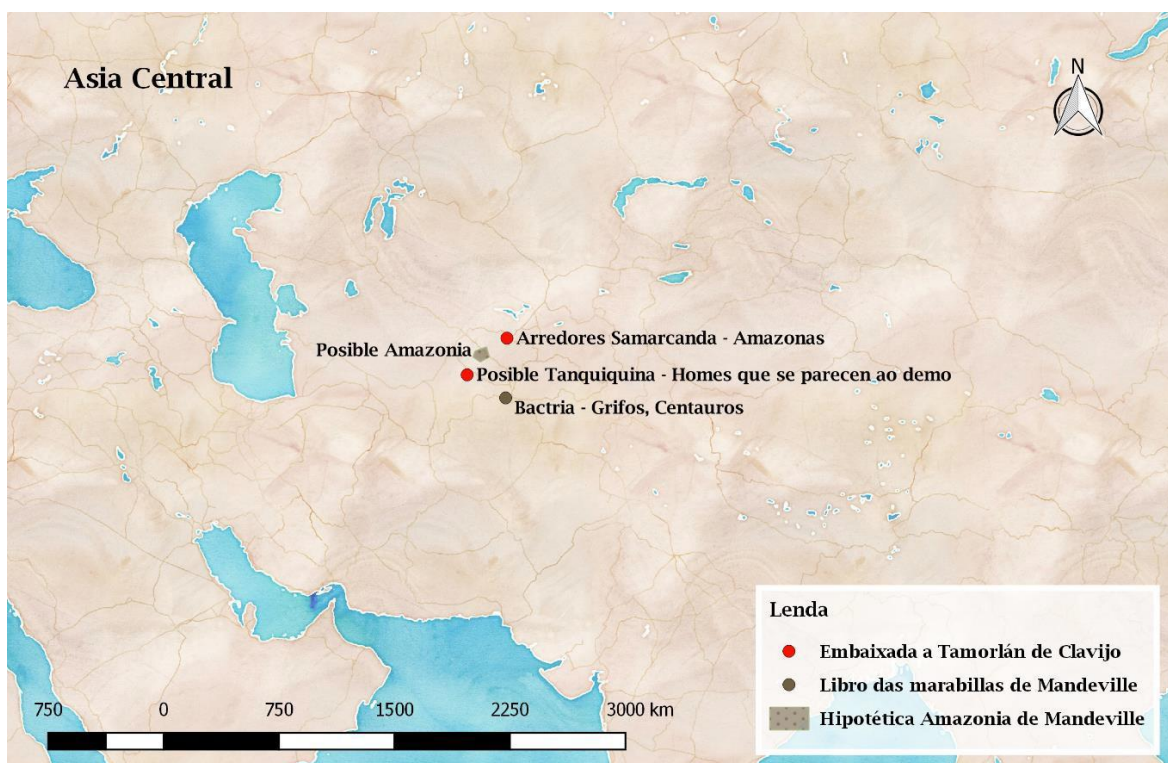 Asia Central
N
Arredores Samarcanda - Amazonas
Posible Amazonia
Posible Tanquiquina - Homes que se parecen ao demo
Bactria - Grifos, Centauros
Lenda
Embaixada a Tamorlán de Clavijo
Libro das marabillas de Mandeville
Hipotética Amazonia de Mandeville
750 0 750 1500 2250 3000 km